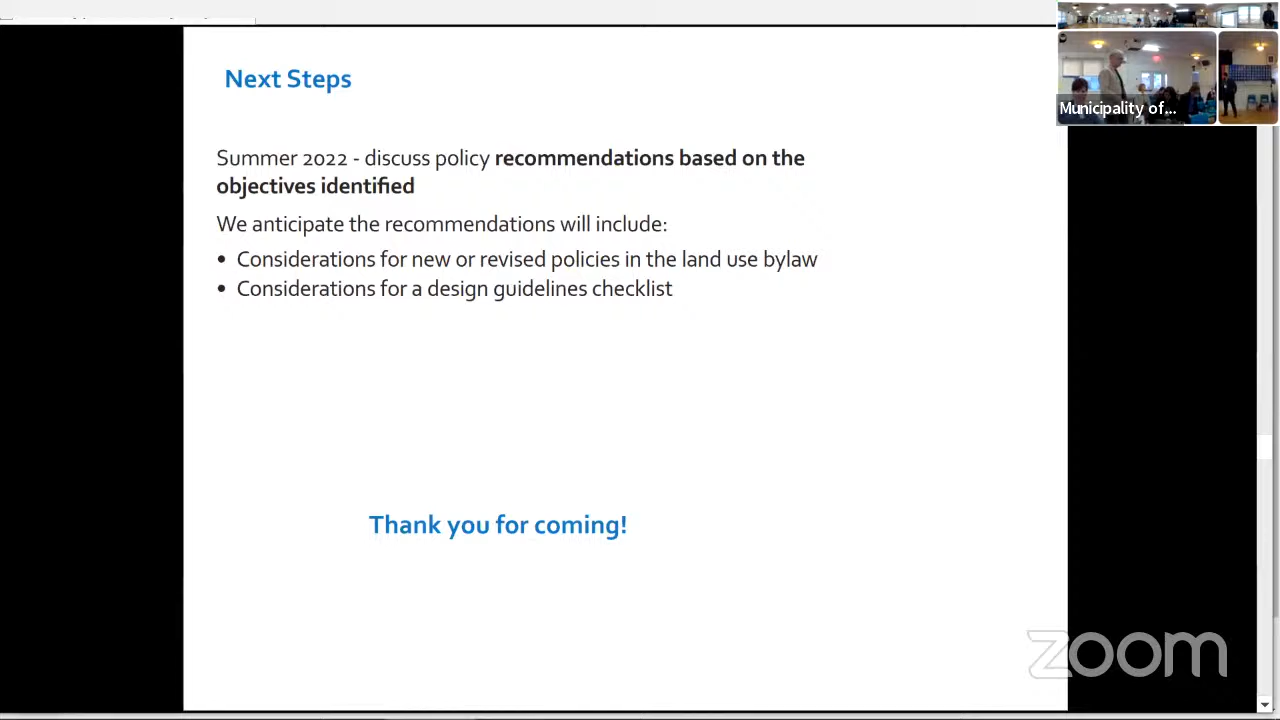 Next Steps
Municipality of...
Summer 2022 - discuss policy recommendations based on the
objectives identified
We anticipate the recommendations will include:
• Considerations for new or revised policies in the land use bylaw
• Considerations for a design guidelines checklist
Thank you for coming!
zoom